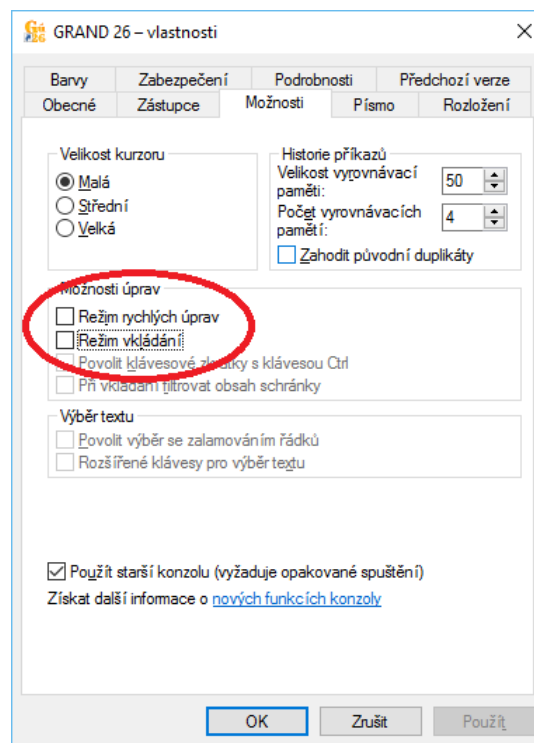 GRAND 26 – vlastnosti
Barvy Zabezpečení Podrobnosti Předchozí verze
Obecné Zástupce Možnosti Písmo Rozložení
Velikost kurzoru
Malá
Střední
Velká
Historie příkazů
Velikost vyrovnávací
paměti:
50
Počet vyrovnávacích
pamětí:
4
Zahodit původní duplikáty
Možnosti úprav
Režim rychlých úprav
Režim vkládání
Povolit klávesové zkratky s klávesou Ctrl
Při vkládání filtrovat obsah schránky
Výběr textu
Povolit výběr se zalamováním řádků
Rozšířené klávesy pro výběr textu
Použít starší konzolu (vyžaduje opakované spuštění)
Získat další informace o nových funkcích konzoly
OK Zrušit Použít